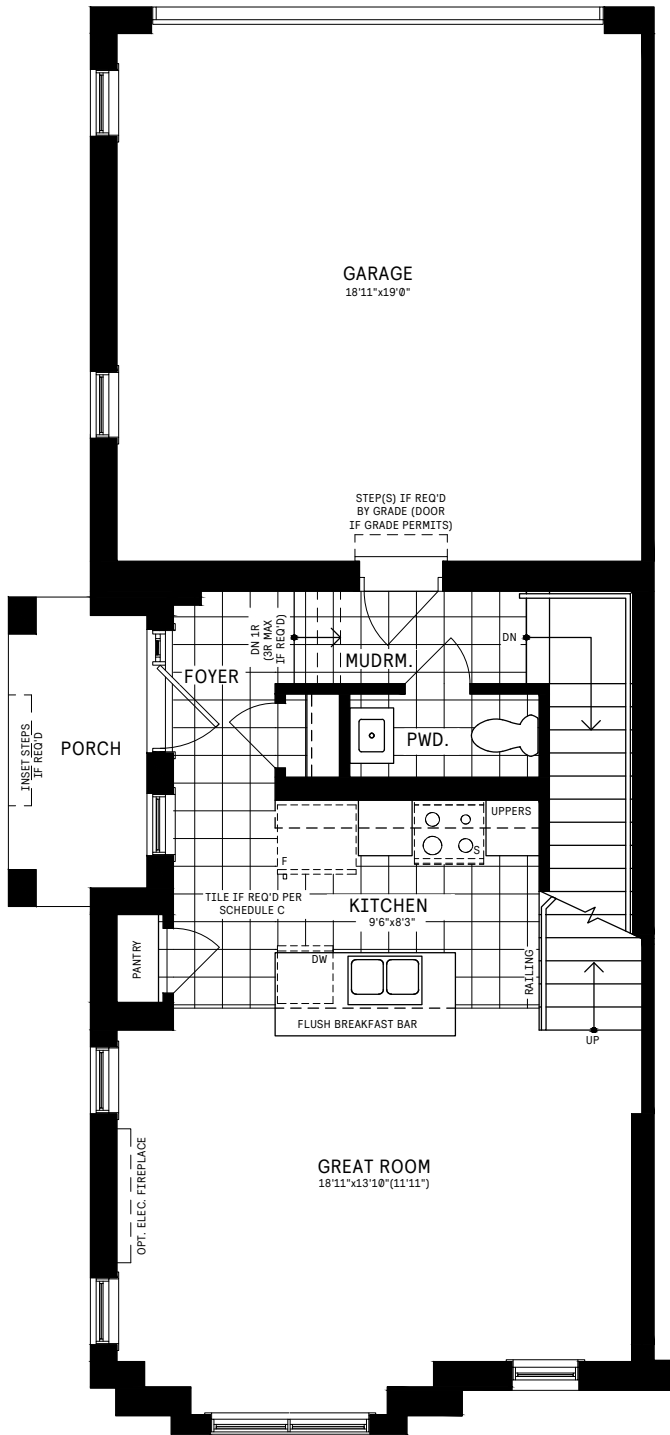 GARAGE
18'11"x19'0"
STEP(S) IF REQ'D
BY GRADE (DOOR
IF GRADE PERMITS)
DN 1R
(3R MAX
IF REQ'D)
MUDRM.
DN
FOYER
PORCH
INSET STEPS
IF REQ'D
PWD.
UPPERS
F
S
TILE IF REQ'D PER
SCHEDULE C
KITCHEN
9'6"x8'3"
PANTRY
DW
RAILING
FLUSH BREAKFAST BAR
UP
GREAT ROOM
18'11"x13'10"(11'11")
OPT. ELEC. FIREPLACE